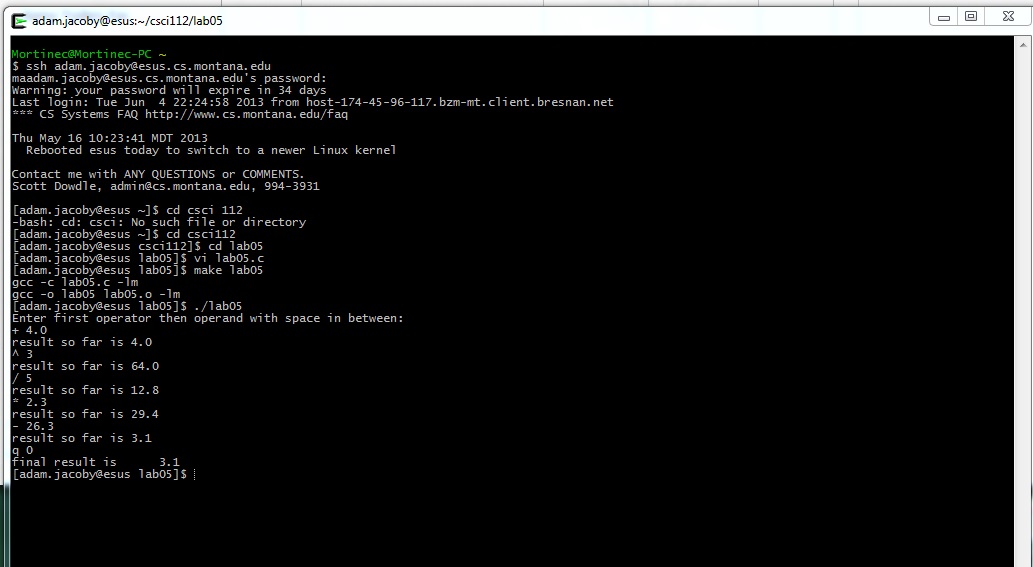 adam.jacoby@esus:~/csci112/lab05
Mortinec@Mortinec-PC ~
$ ssh adam.jacoby@esus.cs.montana.edu
maadam.jacoby@esus.cs.montana.edu's password:
Warning: your password will expire in 34 days
Last login: Tue Jun  4 22:24:58 2013 from host-174-45-96-117.bzm-mt.client.bresnan.net
*** CS Systems FAQ http://www.cs.montana.edu/faq
Thu May 16 10:23:41 MDT 2013
  Rebooted esus today to switch to a newer Linux kernel
Contact me with ANY QUESTIONS or COMMENTS.
Scott Dowdle, admin@cs.montana.edu, 994-3931
[adam.jacoby@esus ~]$ cd csci 112
-bash: cd: csci: No such file or directory
[adam.jacoby@esus ~]$ cd csci112
[adam.jacoby@esus csci112]$ cd lab05
[adam.jacoby@esus lab05]$ vi lab05.c
[adam.jacoby@esus lab05]$ make lab05
gcc -c lab05.c -lm
gcc -o lab05 lab05.o -lm
[adam.jacoby@esus lab05]$ ./lab05
Enter first operator then operand with space in between:
+ 4.0
result so far is 4.0
^ 3
result so far is 64.0
/ 5
result so far is 12.8
* 2.3
result so far is 29.4
- 26.3
result so far is 3.1
q 0
final result is      3.1
[adam.jacoby@esus lab05]$